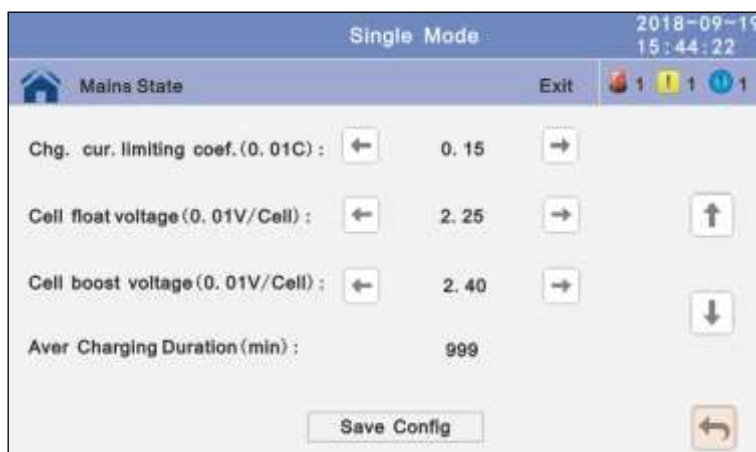 Single Mode
2018-09-19
15:44:22
Mains State Exit 1 1 1
Chg. cur. limiting coef.(0.01C): 0.15
Cell float voltage(0.01V/Cell): 2.25
Cell boost voltage(0.01V/Cell): 2.40
Aver Charging Duration(min): 999
Save Config